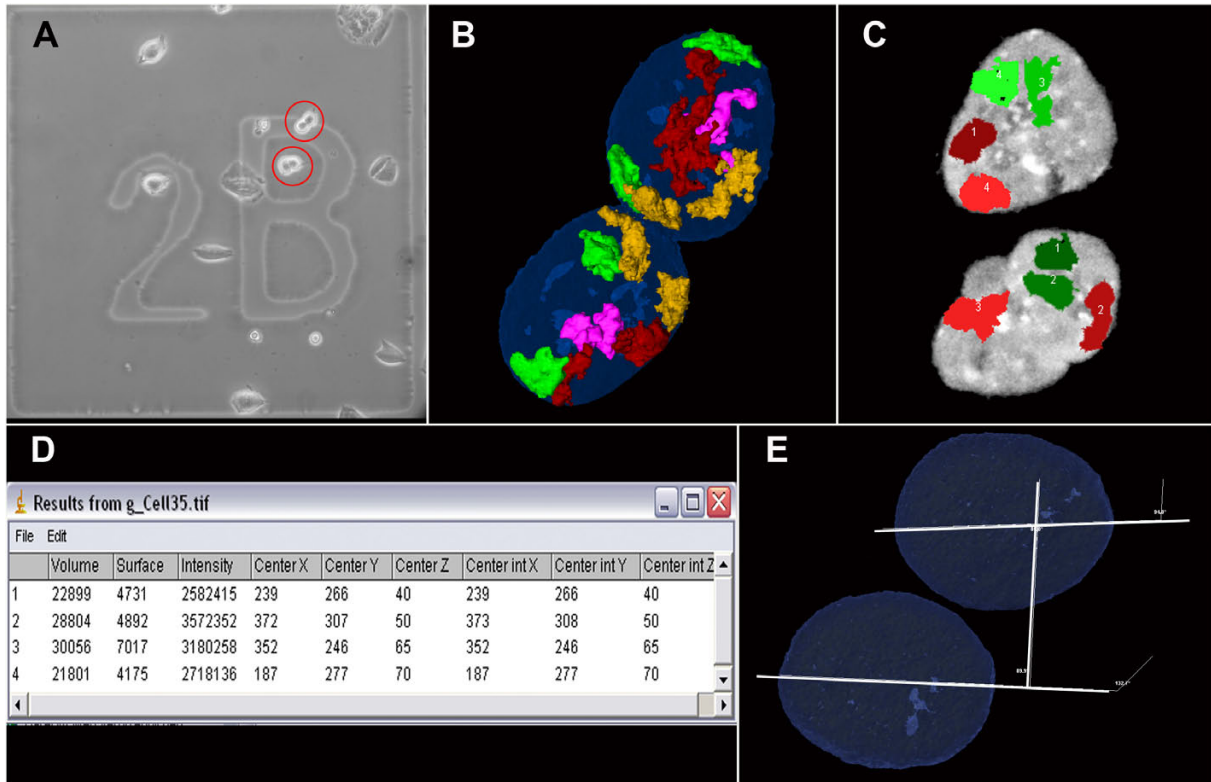 A
2B
B
C
4
3
1
4
1
2
3
2
D
Results from g_Cell35.tif
File Edit
Volume Surface Intensity Center X Center Y Center Z Center int X Center int Y Center int Z
1 22899 4731 2582415 239 266 40 239 266 40
2 28804 4892 3572352 372 307 50 373 308 50
3 30056 7017 3180258 352 246 65 352 246 65
4 21801 4175 2718136 187 277 70 187 277 70
E